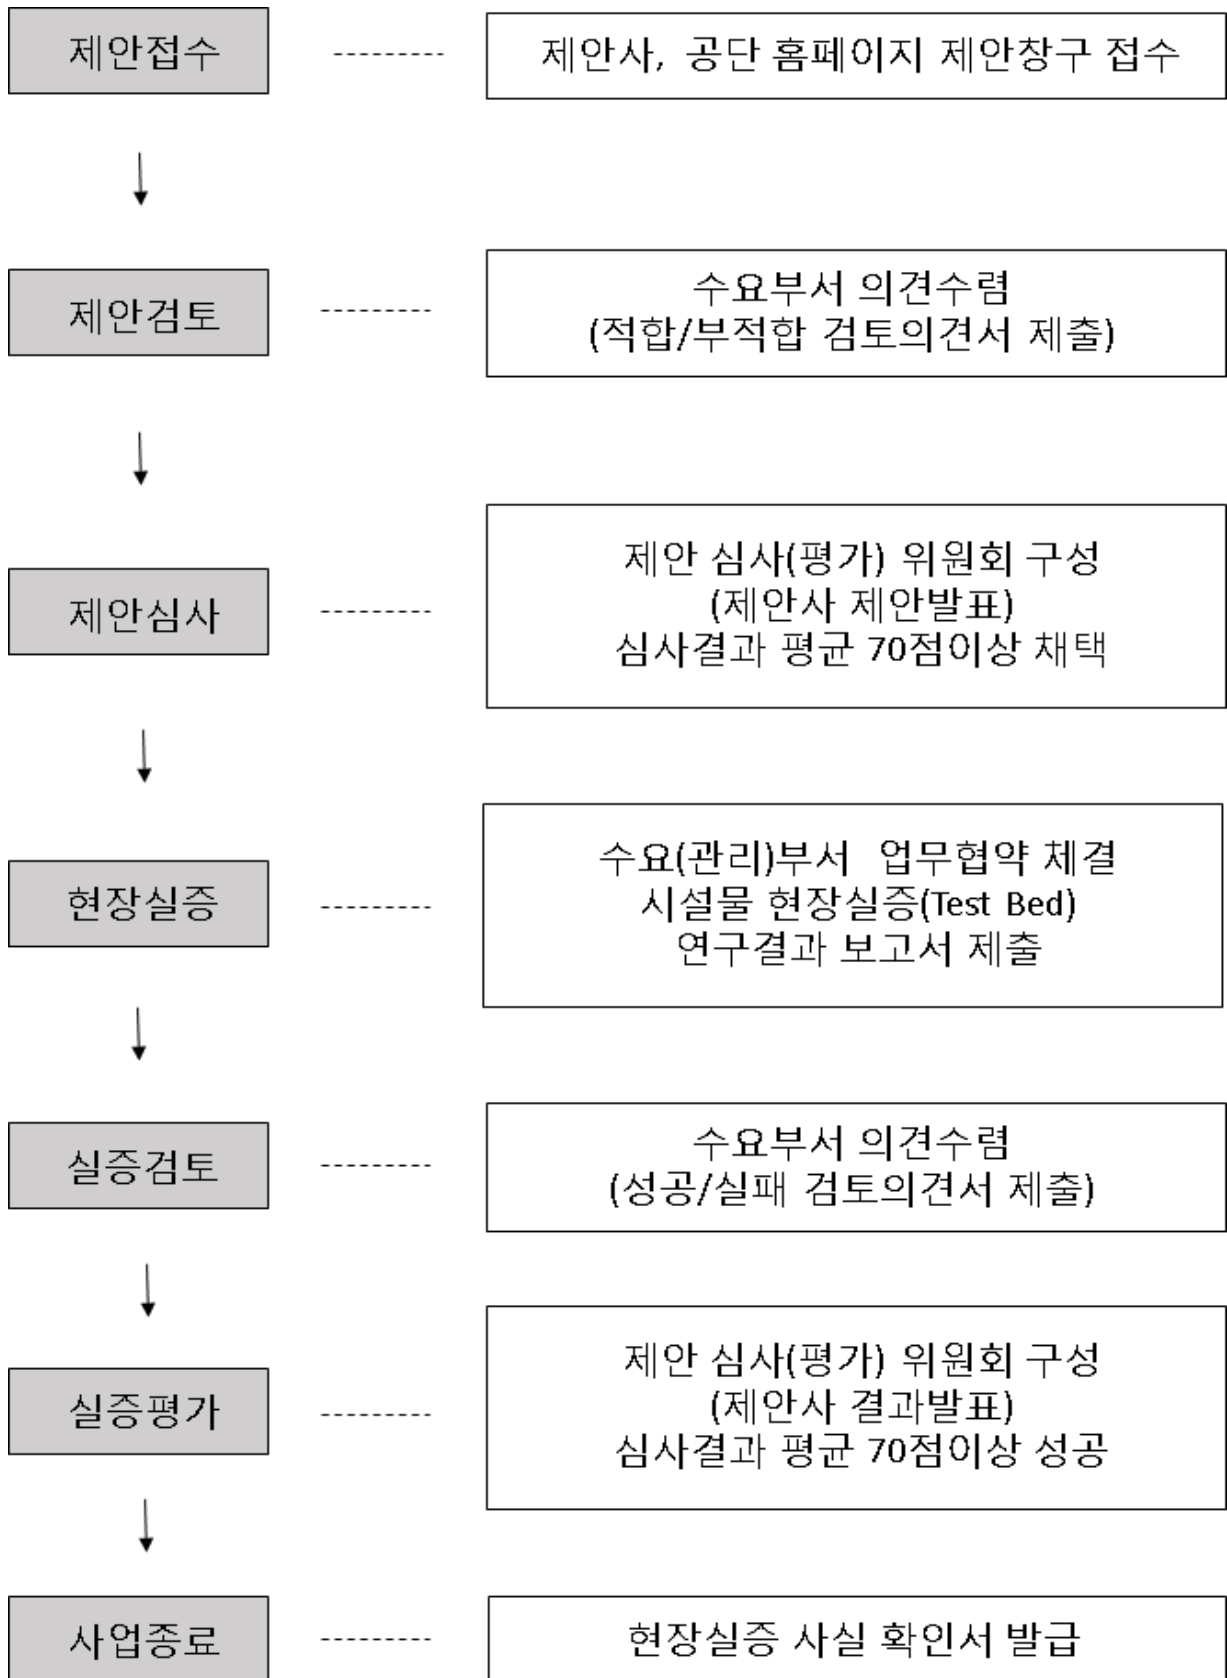 제안접수
제안사, 공단 홈페이지 제안창구 접수
제안검토
수요부서 의견수렴
(적합/부적합 검토의견서 제출)
제안심사
제안 심사(평가) 위원회 구성
(제안사 제안발표)
심사결과 평균 70점이상 채택
현장실증
수요(관리)부서 업무협약 체결
시설물 현장실증(Test Bed)
연구결과 보고서 제출
실증검토
수요부서 의견수렴
(성공/실패 검토의견서 제출)
실증평가
제안 심사(평가) 위원회 구성
(제안사 결과발표)
심사결과 평균 70점이상 성공
사업종료
현장실증 사실 확인서 발급